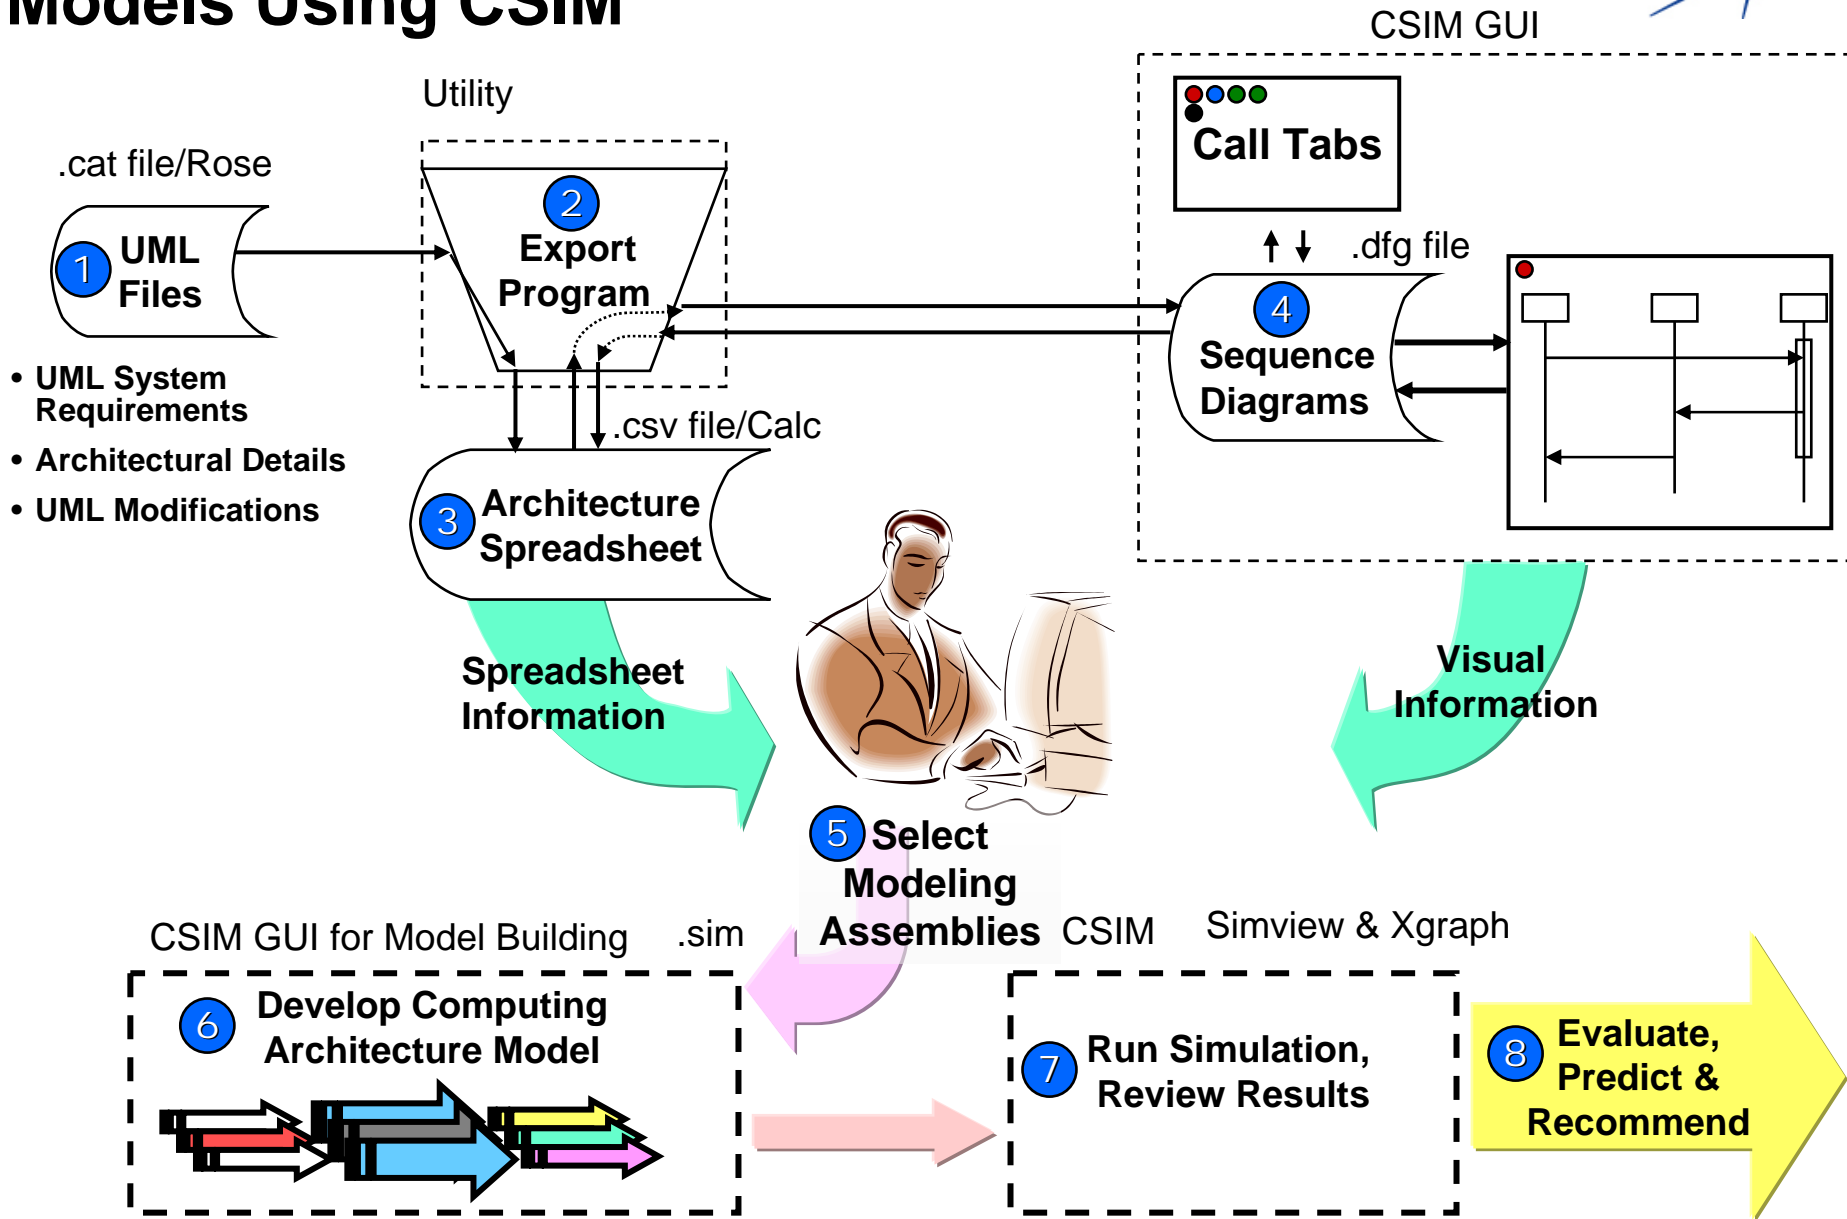 Models Using CSIM
CSIM GUI
Utility
Call Tabs
.cat file/Rose
2
Export
Program
1
UML
Files
.dfg file
4
Sequence
Diagrams
• UML System
Requirements
• Architectural Details
• UML Modifications
.csv file/Calc
3
Architecture
Spreadsheet
Spreadsheet
Information
Visual
Information
5 Select
Modeling
Assemblies
CSIM GUI for Model Building
.sim
CSIM
Simview & Xgraph
6
Develop Computing
Architecture Model
7
Run Simulation,
Review Results
8
Evaluate,
Predict &
Recommend